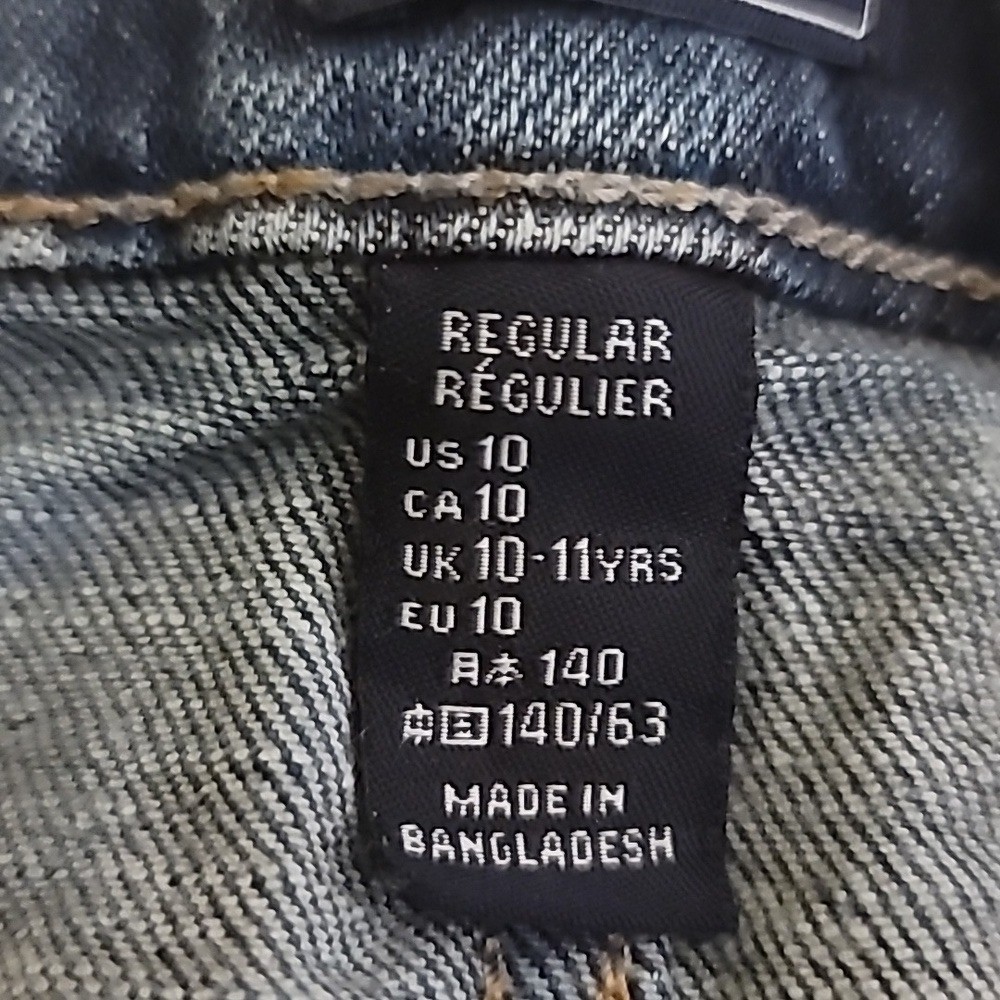 REGULAR
RÉGULIER
US 10
CA 10
UK 10-11YRS
EU 10
日本 140
中国 140/63
MADE IN
BANGLADESH